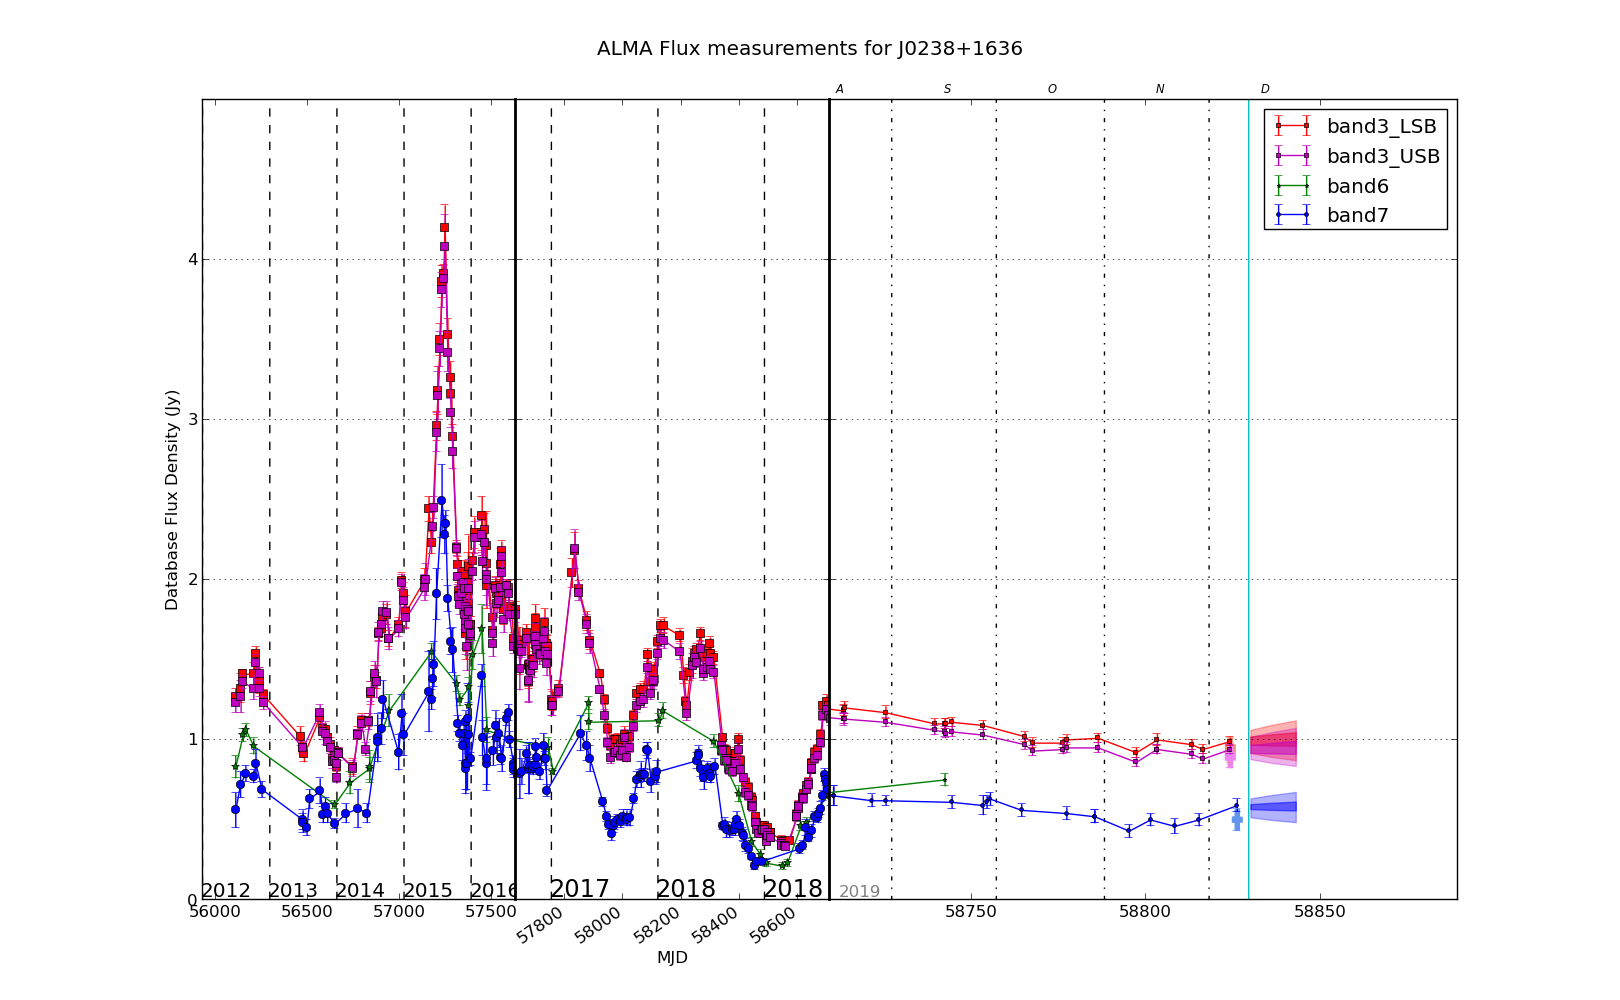 ALMA Flux measurements for J0238+1636
A S O N D
band3_LSB
band3_USB
band6
band7
4
3
2
1
0
Database Flux Density (Jy)
2012 2013 2014 2015 2016 2017 2018 2018 2019
56000 56500 57000 57500 57800 58000 58200 58400 58600 58750 58800 58850
MJD